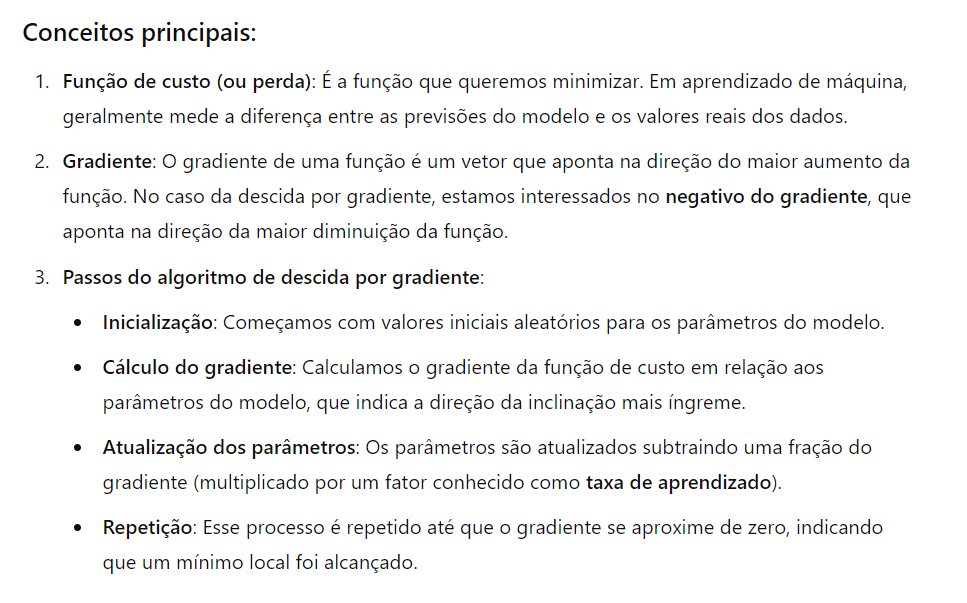 Conceitos principais:
1. Função de custo (ou perda): É a função que queremos minimizar. Em aprendizado de máquina,
geralmente mede a diferença entre as previsões do modelo e os valores reais dos dados.
2. Gradiente: O gradiente de uma função é um vetor que aponta na direção do maior aumento da
função. No caso da descida por gradiente, estamos interessados no negativo do gradiente, que
aponta na direção da maior diminuição da função.
3. Passos do algoritmo de descida por gradiente:
• Inicialização: Começamos com valores iniciais aleatórios para os parâmetros do modelo.
• Cálculo do gradiente: Calculamos o gradiente da função de custo em relação aos
parâmetros do modelo, que indica a direção da inclinação mais íngreme.
• Atualização dos parâmetros: Os parâmetros são atualizados subtraindo uma fração do
gradiente (multiplicado por um fator conhecido como taxa de aprendizado).
• Repetição: Esse processo é repetido até que o gradiente se aproxime de zero, indicando
que um mínimo local foi alcançado.